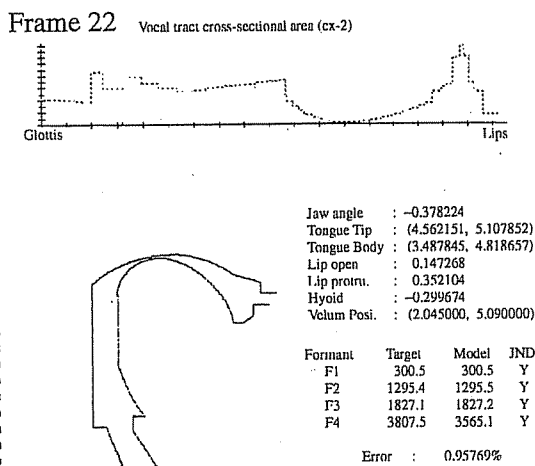 Frame 22 Vocal tract cross-sectional area (cx-2)
Glottis Lips
Jaw angle : -0.378224
Tongue Tip : (4.562151, 5.107852)
Tongue Body : (3.487845, 4.818657)
Lip open : 0.147268
Lip protru. : 0.352104
Hyoid : -0.299674
Velum Posi. : (2.045000, 5.090000)
Formant Target Model JND
F1 300.5 300.5 Y
F2 1295.4 1295.5 Y
F3 1827.1 1827.2 Y
F4 3807.5 3565.1 Y
Error : 0.95769%